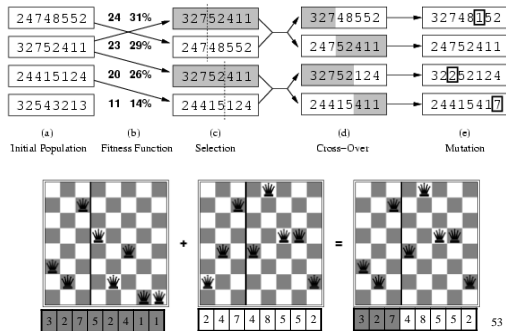 24748552 24 31% 32752411 32748552 32748152
32752411 23 29% 24748552 24752411 24752411
24415124 20 26% 32752411 32752124 32252124
32543213 11 14% 24415124 24415411 24415417
(a) (b) (c) (d) (e)
Initial Population Fitness Function Selection Cross-Over Mutation
+ =
3 2 7 5 2 4 1 1 2 4 7 4 8 5 5 2 3 2 7 4 8 5 5 2
53